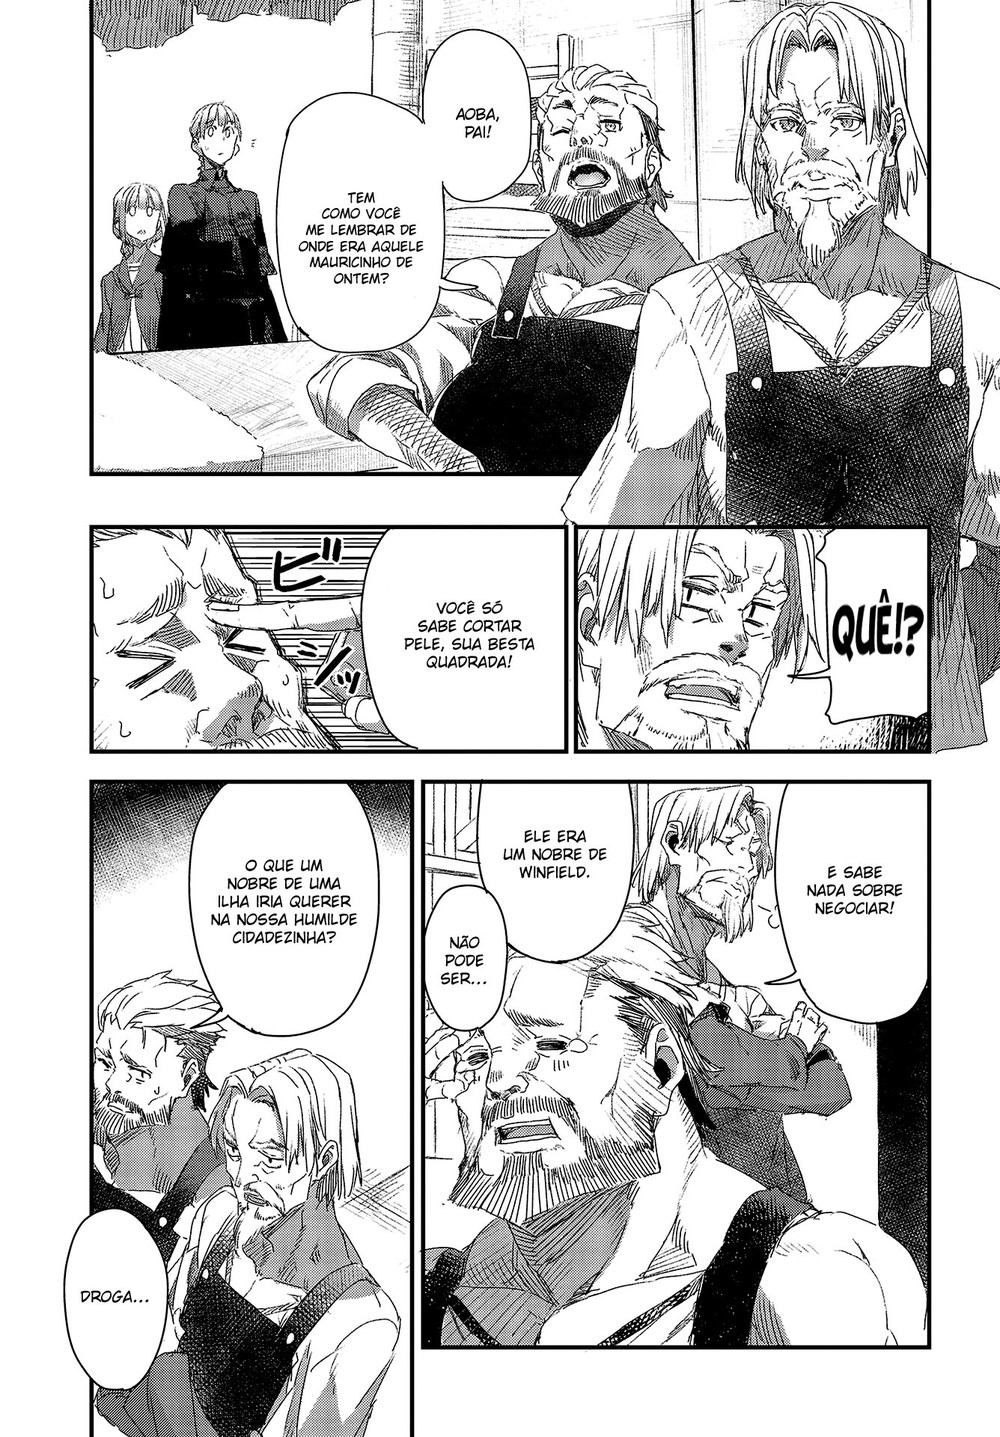 AOBA,
PAI!
TEM
COMO VOCÊ
ME LEMBRAR DE
ONDE ERA AQUELE
MAURICINHO DE
ONTEM?
QUÊ!?
VOCÊ SÓ
SABE CORTAR
PELE, SUA BESTA
QUADRADA!
ビッ
ビッ
E SABE
NADA SOBRE
NEGOCIAR!
ELE ERA
UM NOBRE DE
WINFIELD.
NÃO
PODE
SER...
O QUE UM
NOBRE DE UMA
ILHA IRIA QUERER
NA NOSSA HUMILDE
CIDADEZINHA?
DROGA...